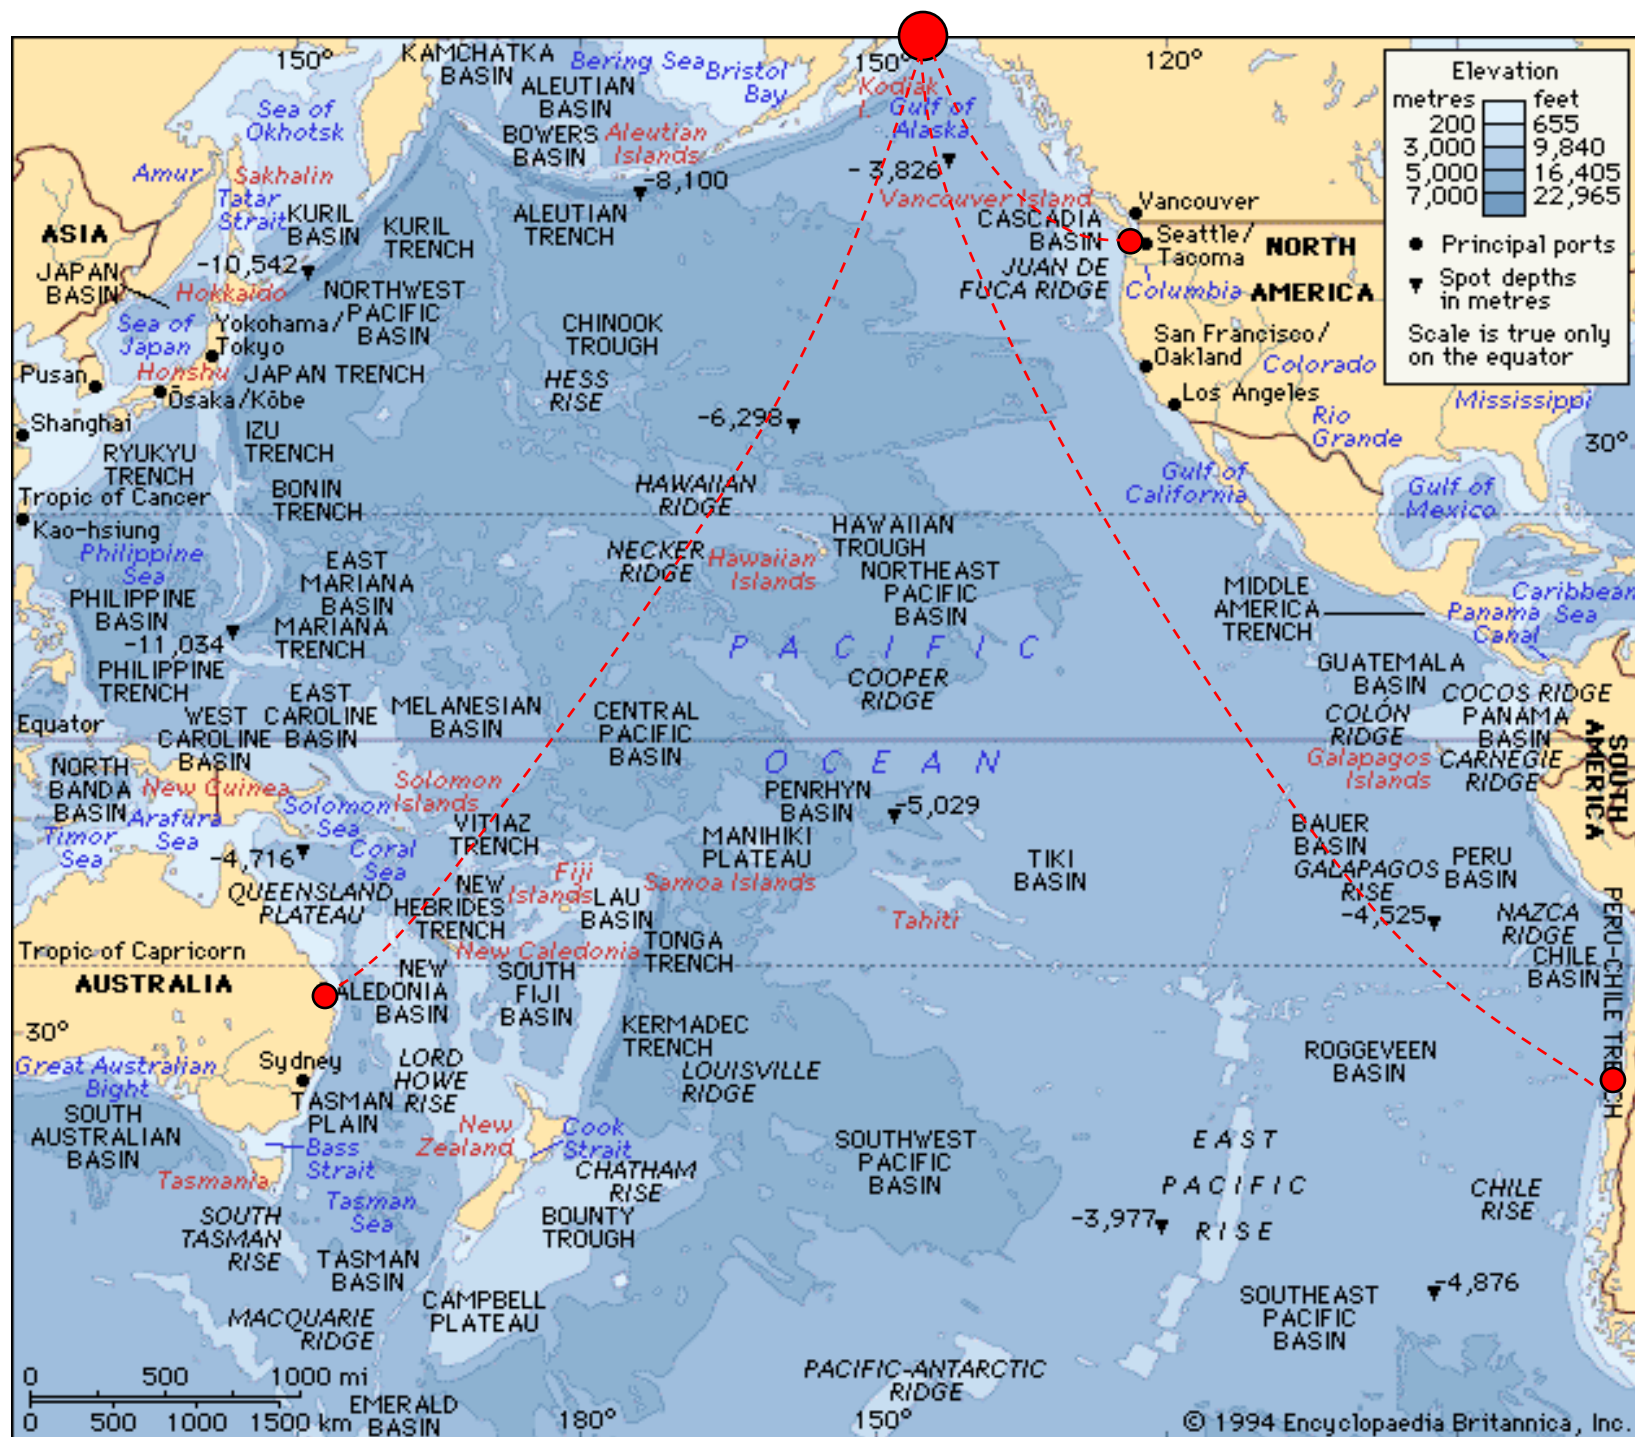 150°
KAMCHATKA
BASIN
Bering Sea
Bristol
Bay
150°
120°
ALEUTIAN
BASIN
Kodiak
I.
Gulf of
Alaska
Sea of
Okhotsk
BOWERS
BASIN
Aleutian
Islands
-8,100
- 3,826
Amur
Sakhalin
Tatar
Strait
KURIL
BASIN
KURIL
TRENCH
ALEUTIAN
TRENCH
Vancouver Island
CASCADIA
BASIN
Vancouver
Seattle/
Tacoma
NORTH
AMERICA
Elevation
metres
feet
200
655
3,000
9,840
5,000
16,405
7,000
22,965
Principal ports
Spot depths
in metres
Scale is true only
on the equator
ASIA
JAPAN
BASIN
-10,542
Hokkaido
NORTHWEST
PACIFIC
BASIN
JUAN DE
FUCA RIDGE
Columbia
Sea of
Japan
Yokohama/
Tokyo
CHINOOK
TROUGH
San Francisco/
Oakland
Colorado
Pusan
Honshu
JAPAN TRENCH
HESS
RISE
Los Angeles
Mississippi
Ōsaka/Kōbe
Shanghai
-6,298
Rio
Grande
30°
IZU
TRENCH
RYUKYU
TRENCH
Gulf of
California
Gulf of
Mexico
Tropic of Cancer
BONIN
TRENCH
HAWAIIAN
RIDGE
Kao-hsiung
HAWAIIAN
TROUGH
Philippine
Sea
EAST
MARIANA
BASIN
NECKER
RIDGE
Hawaiian
Islands
NORTHEAST
PACIFIC
BASIN
MIDDLE
AMERICA
TRENCH
Caribbean
Sea
Panama
Canal
PHILIPPINE
BASIN
MARIANA
TRENCH
-11,034
PACIFIC
PHILIPPINE
TRENCH
COOPER
RIDGE
GUATEMALA
BASIN
COCOS RIDGE
Equator
WEST
CAROLINE
BASIN
EAST
CAROLINE
BASIN
MELANESIAN
BASIN
CENTRAL
PACIFIC
BASIN
COLÓN
RIDGE
PANAMA
BASIN
SOUTH
AMERICA
OCEAN
Galapagos
Islands
CARNEGIE
RIDGE
NORTH
BANDA
BASIN
New Guinea
Solomon
Islands
PENRHYN
BASIN
-5,029
Arafura
Sea
Solomon
Sea
Timor
Sea
VITIAZ
TRENCH
MANIHIKI
PLATEAU
BAUER
BASIN
-4,716
Coral
Sea
TIKI
BASIN
GALAPAGOS
RISE
PERU
BASIN
QUEENSLAND
PLATEAU
NEW
HEBRIDES
TRENCH
Fiji
Islands
LAU
BASIN
Samoa Islands
Tahiti
-4,525
NAZCA
RIDGE
Tropic of Capricorn
New Caledonia
TONGA
TRENCH
CHILE
BASIN
AUSTRALIA
NEW
ALEDONIA
BASIN
SOUTH
FIJI
BASIN
30°
KERMADEC
TRENCH
PERU-CHILE TRE CH
Great Australian
Bight
Sydney
LORD
HOWE
RISE
LOUISVILLE
RIDGE
ROGGEVEEN
BASIN
SOUTH
AUSTRALIAN
BASIN
TASMAN
PLAIN
New
Zealand
Cook
Strait
Bass
Strait
SOUTHWEST
PACIFIC
BASIN
EAST
PACIFIC
RISE
Tasmania
CHATHAM
RISE
CHILE
RISE
SOUTH
TASMAN
RISE
Tasman
Sea
BOUNTY
TROUGH
-3,977
TASMAN
BASIN
-4,876
MACQUARIE
RIDGE
CAMPBELL
PLATEAU
SOUTHEAST
PACIFIC
BASIN
PACIFIC-ANTARCTIC
RIDGE
0 500 1000 mi
0 500 1000 1500 km
EMERALD
BASIN
180°
150°
© 1994 Encyclopaedia Britannica, Inc.